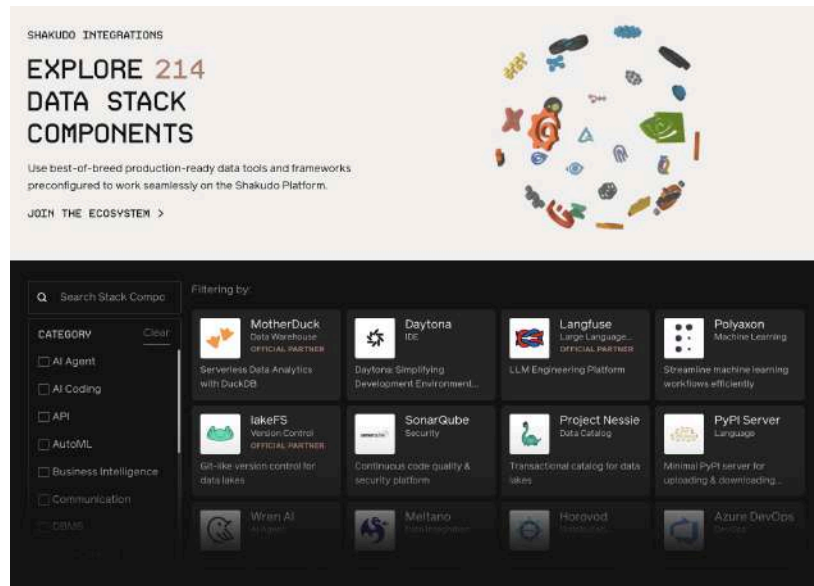 SHAKUDO INTEGRATIONS
EXPLORE 214
DATA STACK
COMPONENTS
Use best-of-breed production-ready data tools and frameworks
preconfigured to work seamlessly on the Shakudo Platform.
JOIN THE ECOSYSTEM >
Search Stack Compo
CATEGORY Clear
AI Agent
AI Coding
API
AutoML
Business Intelligence
Communication
DBMS
Filtering by:
MotherDuck
Data Warehouse
OFFICIAL PARTNER
Serverless Data Analytics
with DuckDB
Daytona
IDE
Daytona: Simplifying
Development Environment...
Langfuse
Large Language...
OFFICIAL PARTNER
LLM Engineering Platform
Polyaxon
Machine Learning
Streamline machine learning
workflows efficiently
lakeFS
Version Control
OFFICIAL PARTNER
Git-like version control for
data lakes
SonarQube
Security
Continuous code quality &
security platform
Project Nessie
Data Catalog
Transactional catalog for data
lakes
PyPI Server
Language
Minimal PyPI server for
uploading & downloading...
Wren AI
AI Agent
Meltano
Data Integration
Horovod
Azure DevOps
DevOps